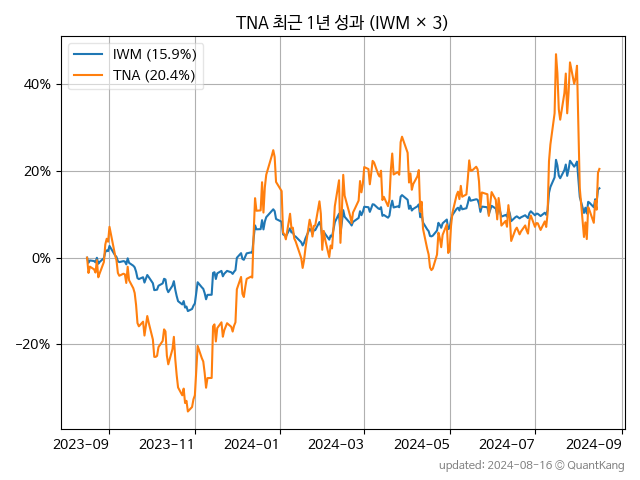 TNA 최근 1년 성과 (IWM × 3)
IWM (15.9%)
TNA (20.4%)
40%
20%
0%
−20%
2023-09 2023-11 2024-01 2024-03 2024-05 2024-07 2024-09
updated: 2024-08-16 © QuantKang